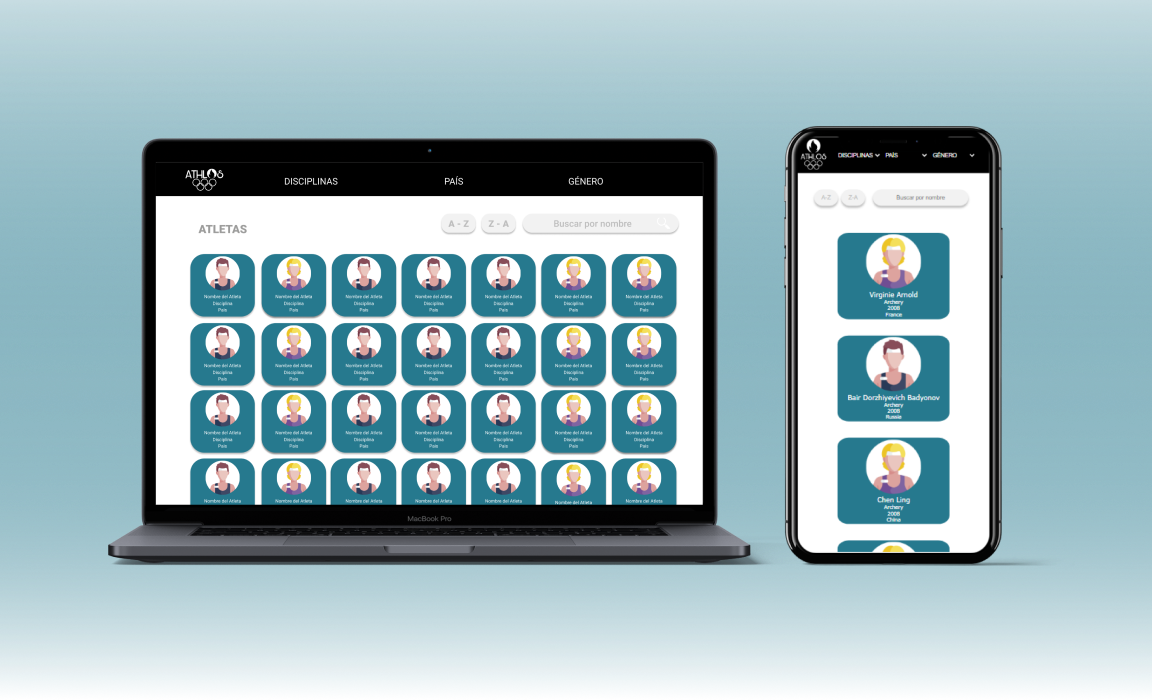 ATHLOS
DISCIPLINAS
PAÍS
GÉNERO
ATLETAS
A - Z
Z - A
Buscar por nombre
Nombre del Atleta
Disciplina
País
Nombre del Atleta
Disciplina
País
Nombre del Atleta
Disciplina
País
Nombre del Atleta
Disciplina
País
Nombre del Atleta
Disciplina
País
Nombre del Atleta
Disciplina
País
Nombre del Atleta
Disciplina
País
Nombre del Atleta
Disciplina
País
Nombre del Atleta
Disciplina
País
Nombre del Atleta
Disciplina
País
Nombre del Atleta
Disciplina
País
Nombre del Atleta
Disciplina
País
Nombre del Atleta
Disciplina
País
Nombre del Atleta
Disciplina
País
Nombre del Atleta
Disciplina
País
Nombre del Atleta
Disciplina
País
Nombre del Atleta
Disciplina
País
Nombre del Atleta
Disciplina
País
Nombre del Atleta
Disciplina
País
Nombre del Atleta
Disciplina
País
Nombre del Atleta
Disciplina
País
Nombre del Atleta
Nombre del Atleta
Nombre del Atleta
Nombre del Atleta
Nombre del Atleta
Nombre del Atleta
Nombre del Atleta
MacBook Pro
ATHLOS
DISCIPLINAS
PAÍS
GÉNERO
A-Z
Z-A
Buscar por nombre
Virginie Arnold
Archery
2008
France
Bair Dorzhiyevich Badyonov
Archery
2008
Russia
Chen Ling
Archery
2008
China